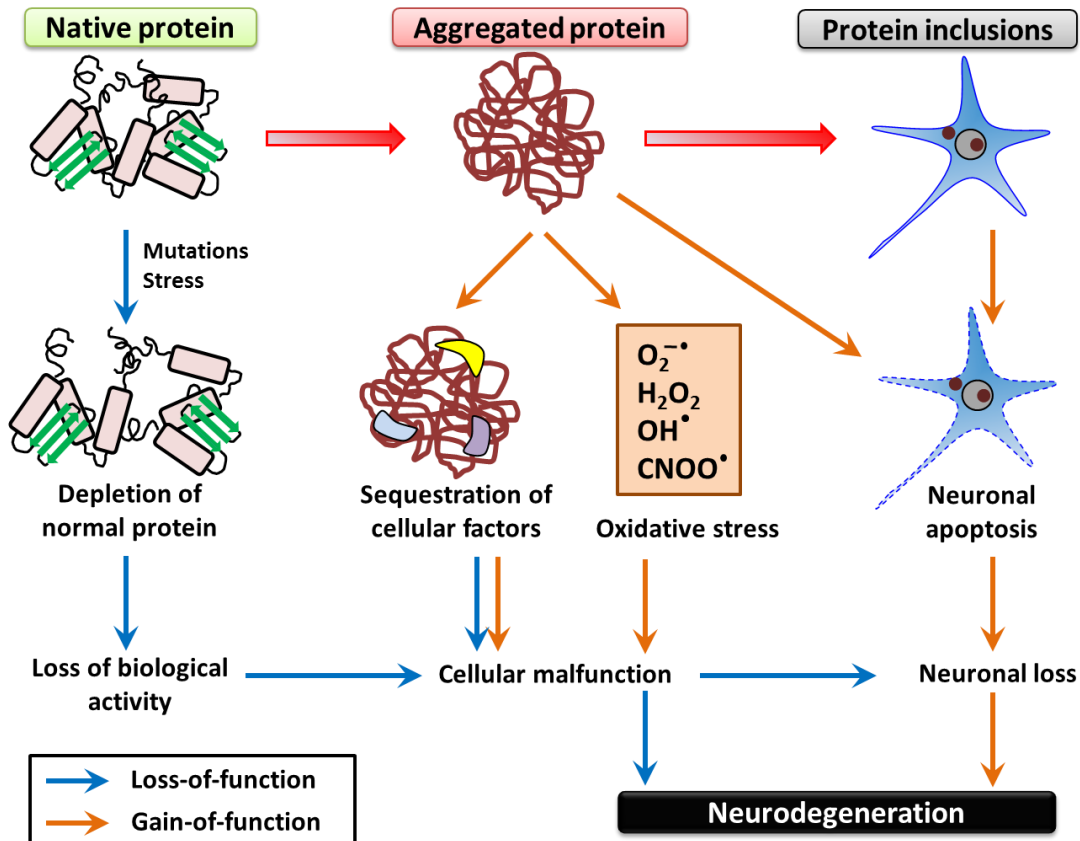 Native protein
Aggregated protein
Protein inclusions
Mutations
Stress
O₂⁻•
H₂O₂
OH•
CNOO•
Depletion of
normal protein
Sequestration of
cellular factors
Oxidative stress
Neuronal
apoptosis
Loss of biological
activity
Cellular malfunction
Neuronal loss
Loss-of-function
Gain-of-function
Neurodegeneration